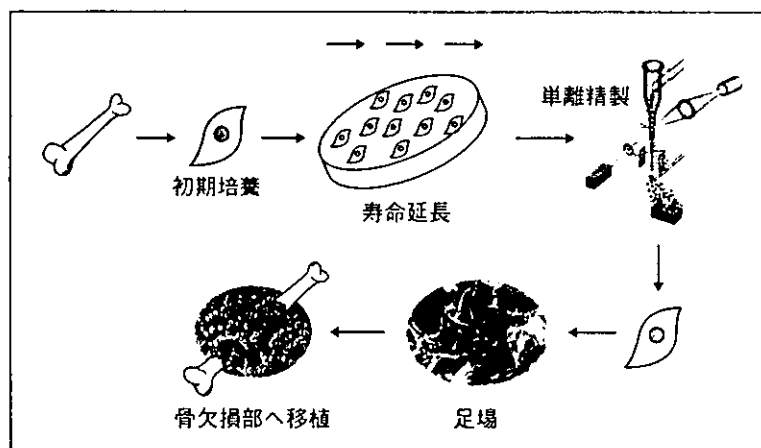 単離精製
初期培養
寿命延長
骨欠損部へ移植
足場